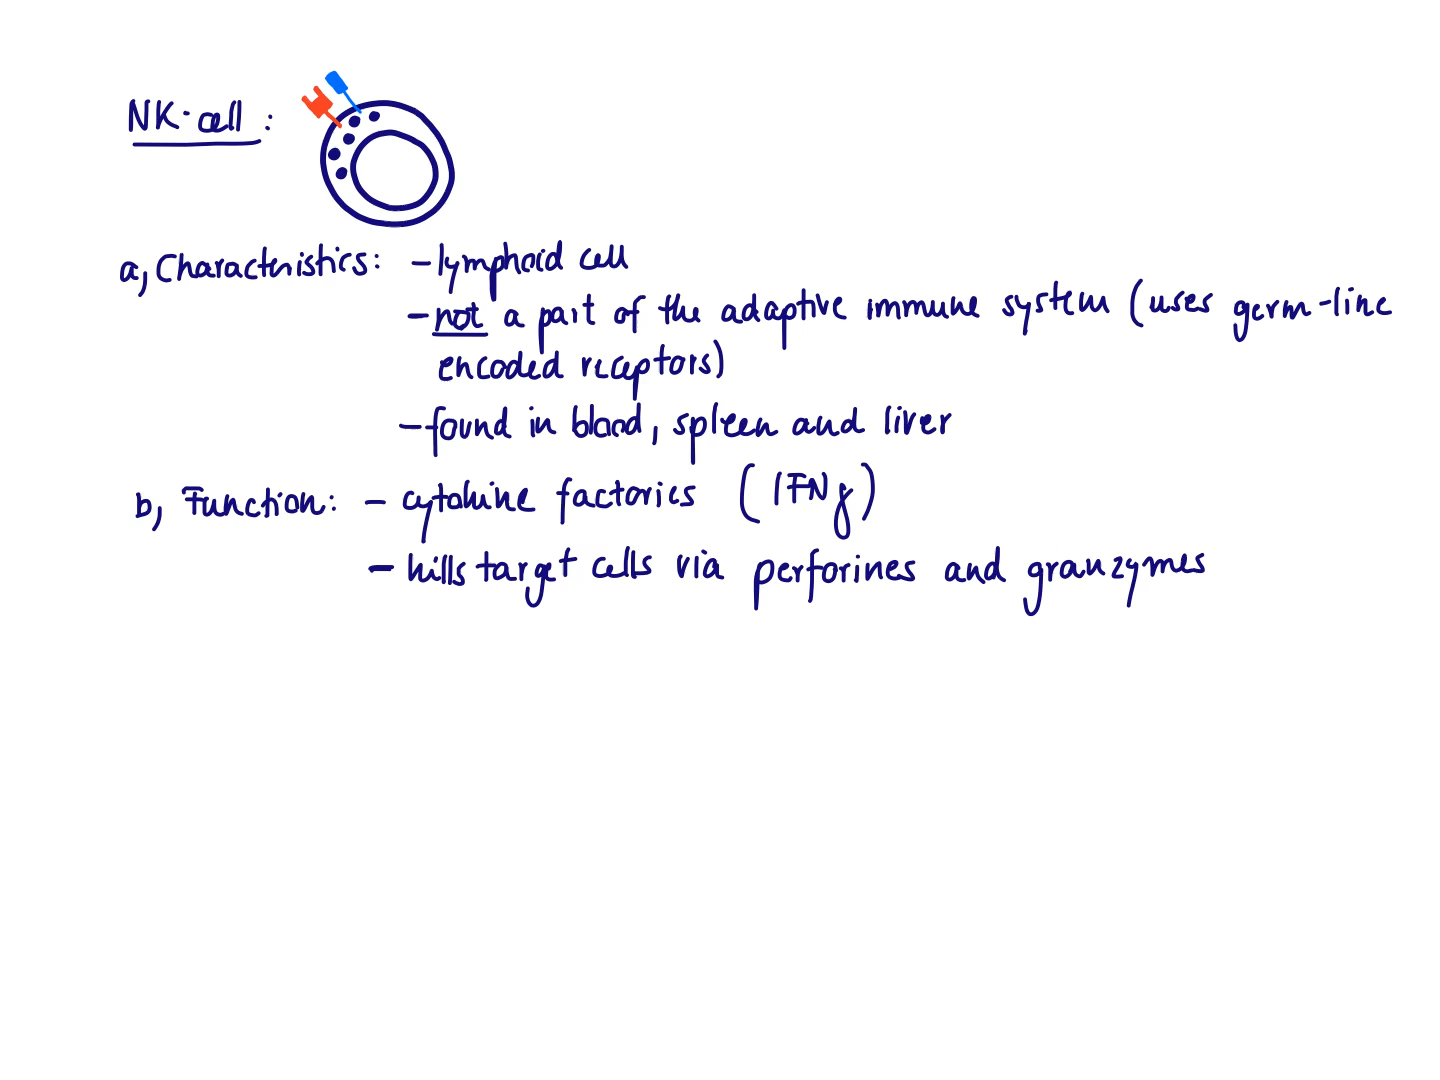 NK-cell:
a, Characteristics: - lymphoid cell
- not a part of the adaptive immune system (uses germ-line
encoded receptors)
- found in blood, spleen and liver
b, Function: - cytokine factories (IFNγ)
- kills target cells via perforines and granzymes